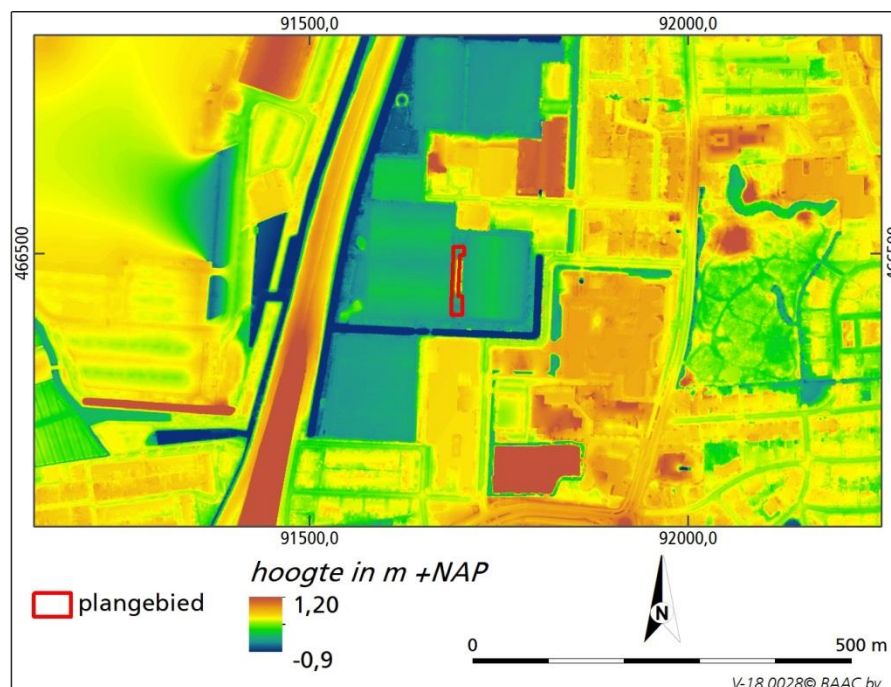 91500,0 92000,0
466500 466500
91500,0 92000,0
hoogte in m +NAP
plangebied
1,20
-0,9
N
0 500 m
V-18.0028© BAAC bv